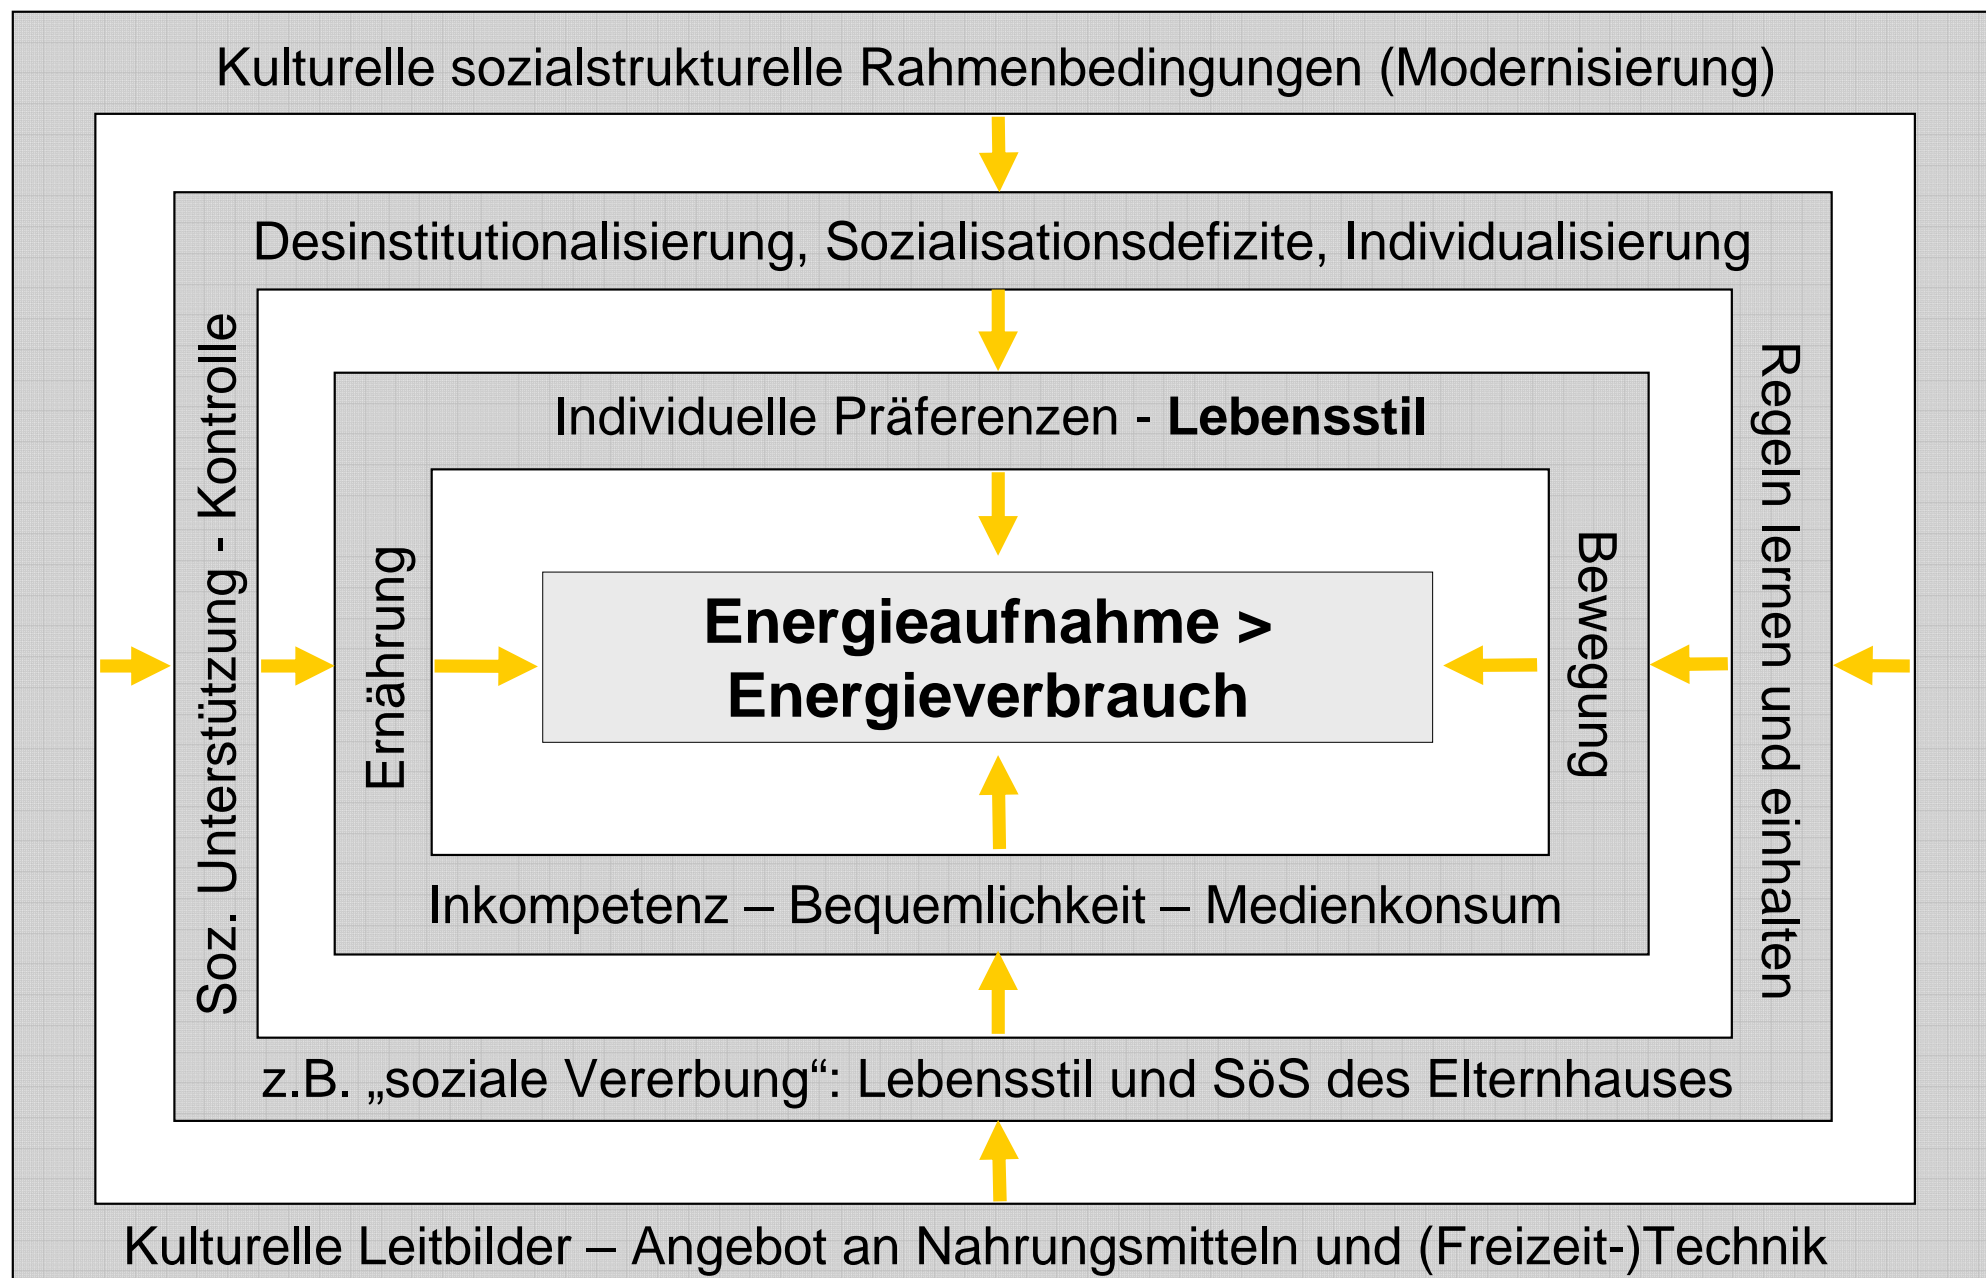 Kulturelle sozialstrukturelle Rahmenbedingungen (Modernisierung)
Desinstitutionalisierung, Sozialisationsdefizite, Individualisierung
Soz. Unterstützung - Kontrolle
Regeln lernen und einhalten
Individuelle Präferenzen - Lebensstil
Ernährung
Bewegung
Energieaufnahme >
Energieverbrauch
Inkompetenz – Bequemlichkeit – Medienkonsum
z.B. „soziale Vererbung“: Lebensstil und SöS des Elternhauses
Kulturelle Leitbilder – Angebot an Nahrungsmitteln und (Freizeit-)Technik